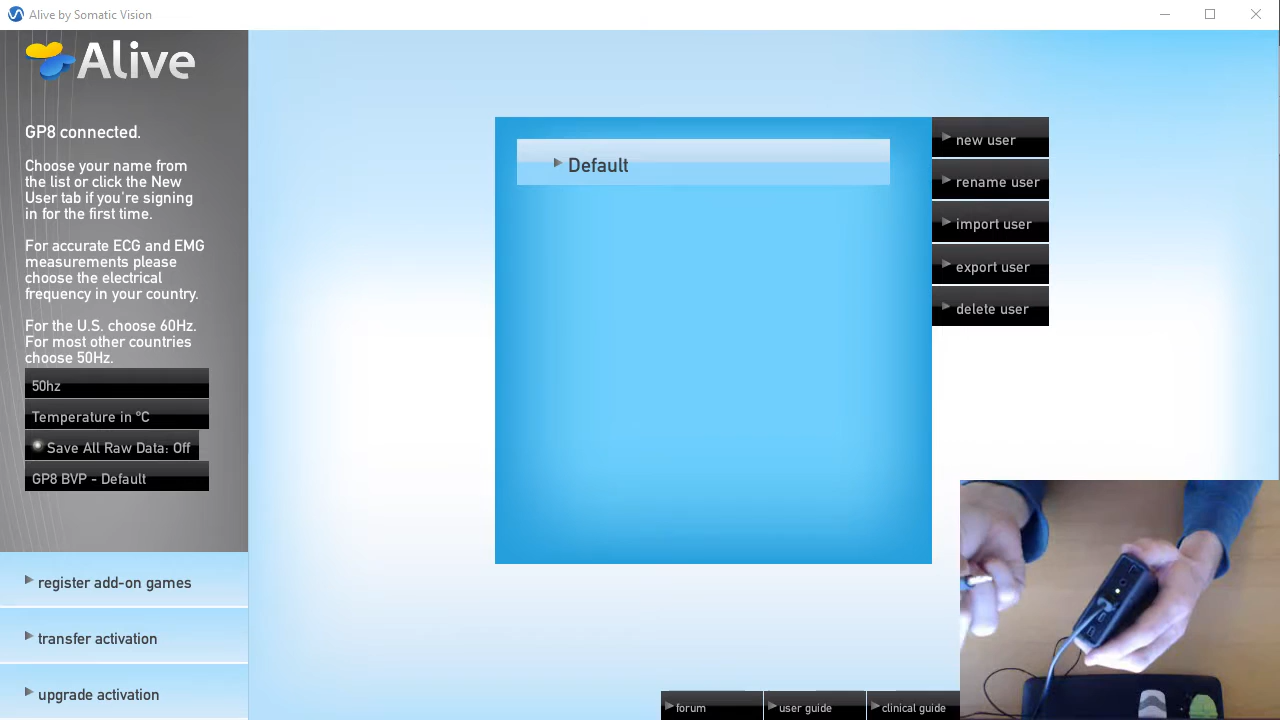 Alive by Somatic Vision
Alive
GP8 connected.
Choose your name from
the list or click the New
User tab if you're signing
in for the first time.
For accurate ECG and EMG
measurements please
choose the electrical
frequency in your country.
For the U.S. choose 60Hz.
For most other countries
choose 50Hz.
50hz
Temperature in °C
Save All Raw Data: Off
GP8 BVP - Default
register add-on games
transfer activation
upgrade activation
Default
new user
rename user
import user
export user
delete user
forum
user guide
clinical guide